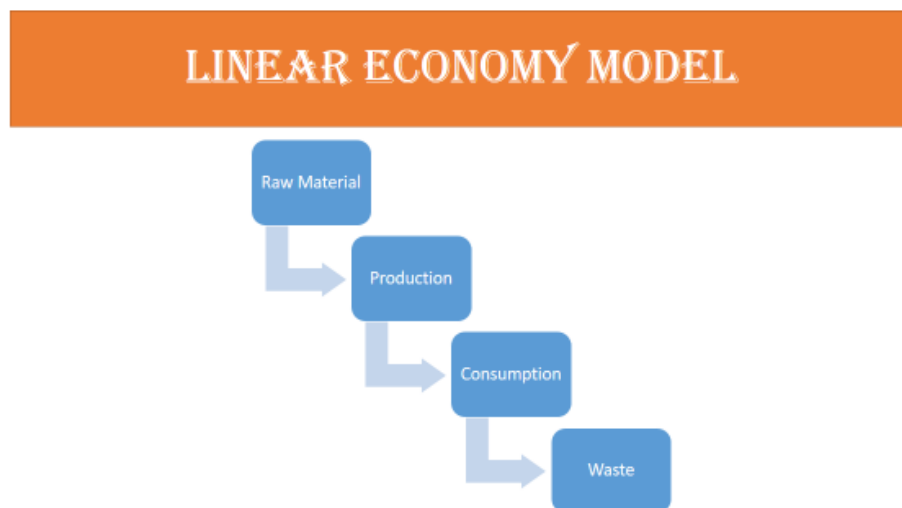 LINEAR ECONOMY MODEL
Raw Material
Production
Consumption
Waste